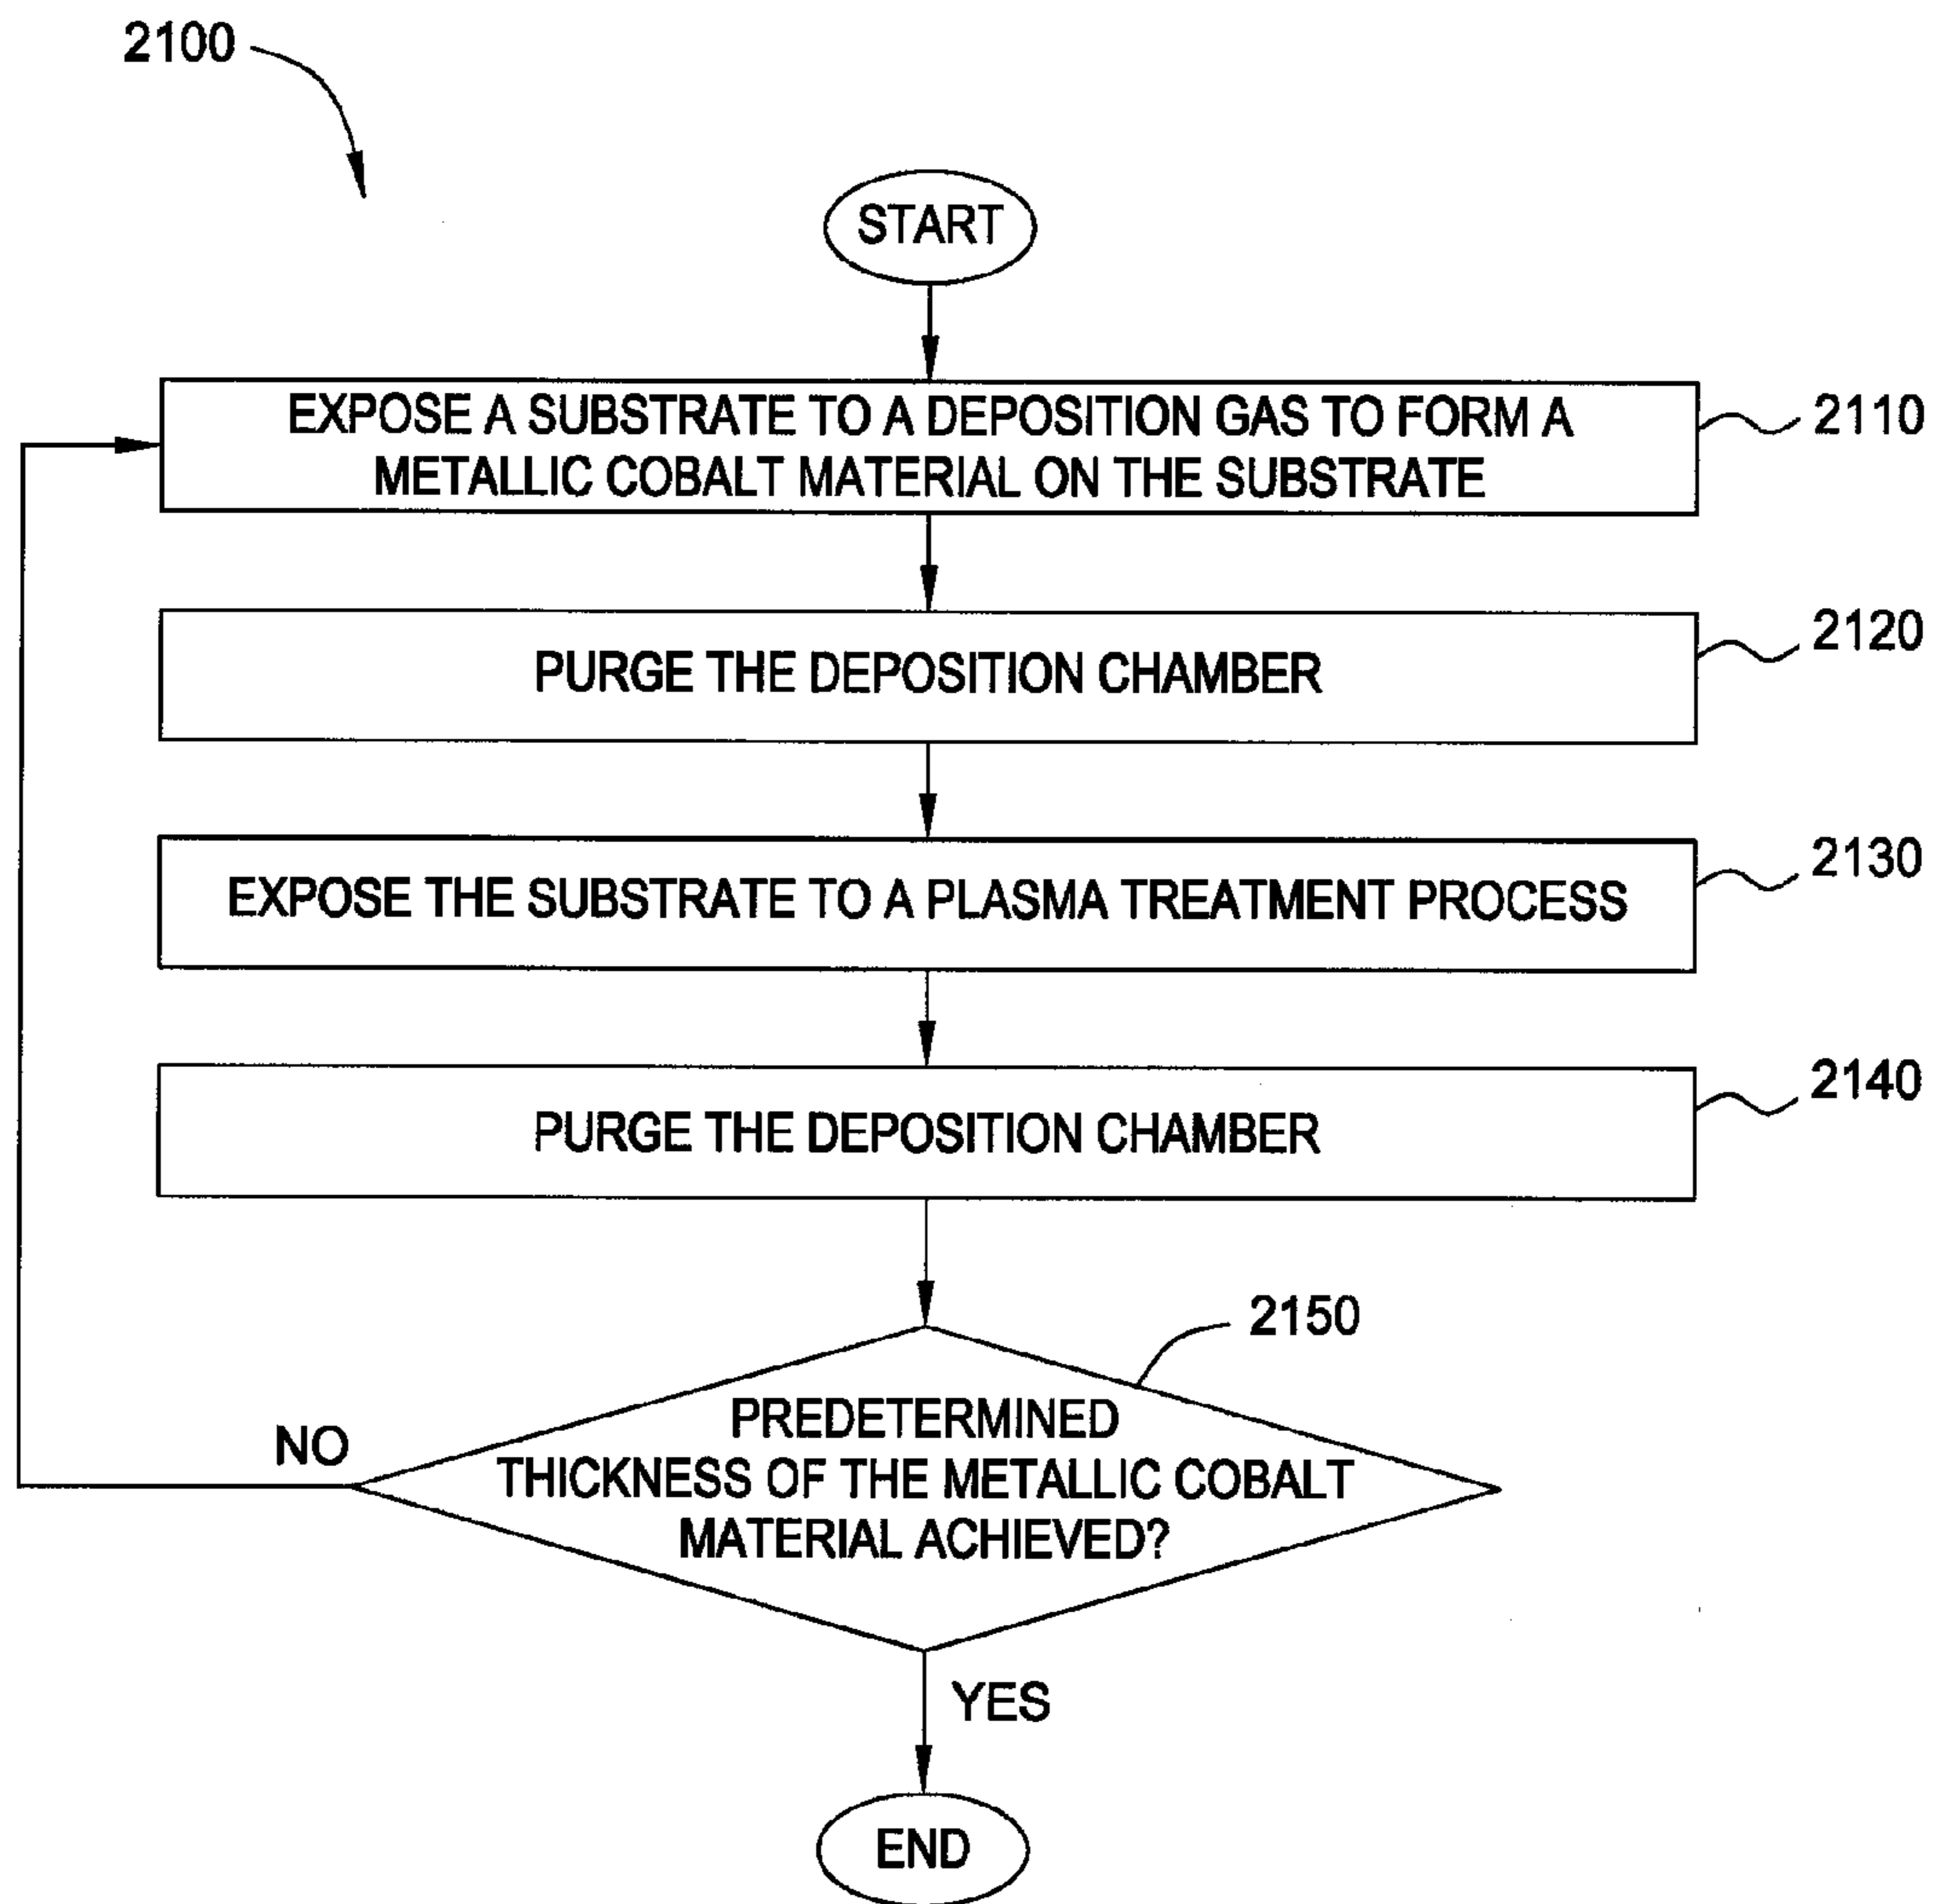 2100
START
EXPOSE A SUBSTRATE TO A DEPOSITION GAS TO FORM A
METALLIC COBALT MATERIAL ON THE SUBSTRATE
2110
PURGE THE DEPOSITION CHAMBER
2120
EXPOSE THE SUBSTRATE TO A PLASMA TREATMENT PROCESS
2130
PURGE THE DEPOSITION CHAMBER
2140
2150
PREDETERMINED
THICKNESS OF THE METALLIC COBALT
MATERIAL ACHIEVED?
NO
YES
END